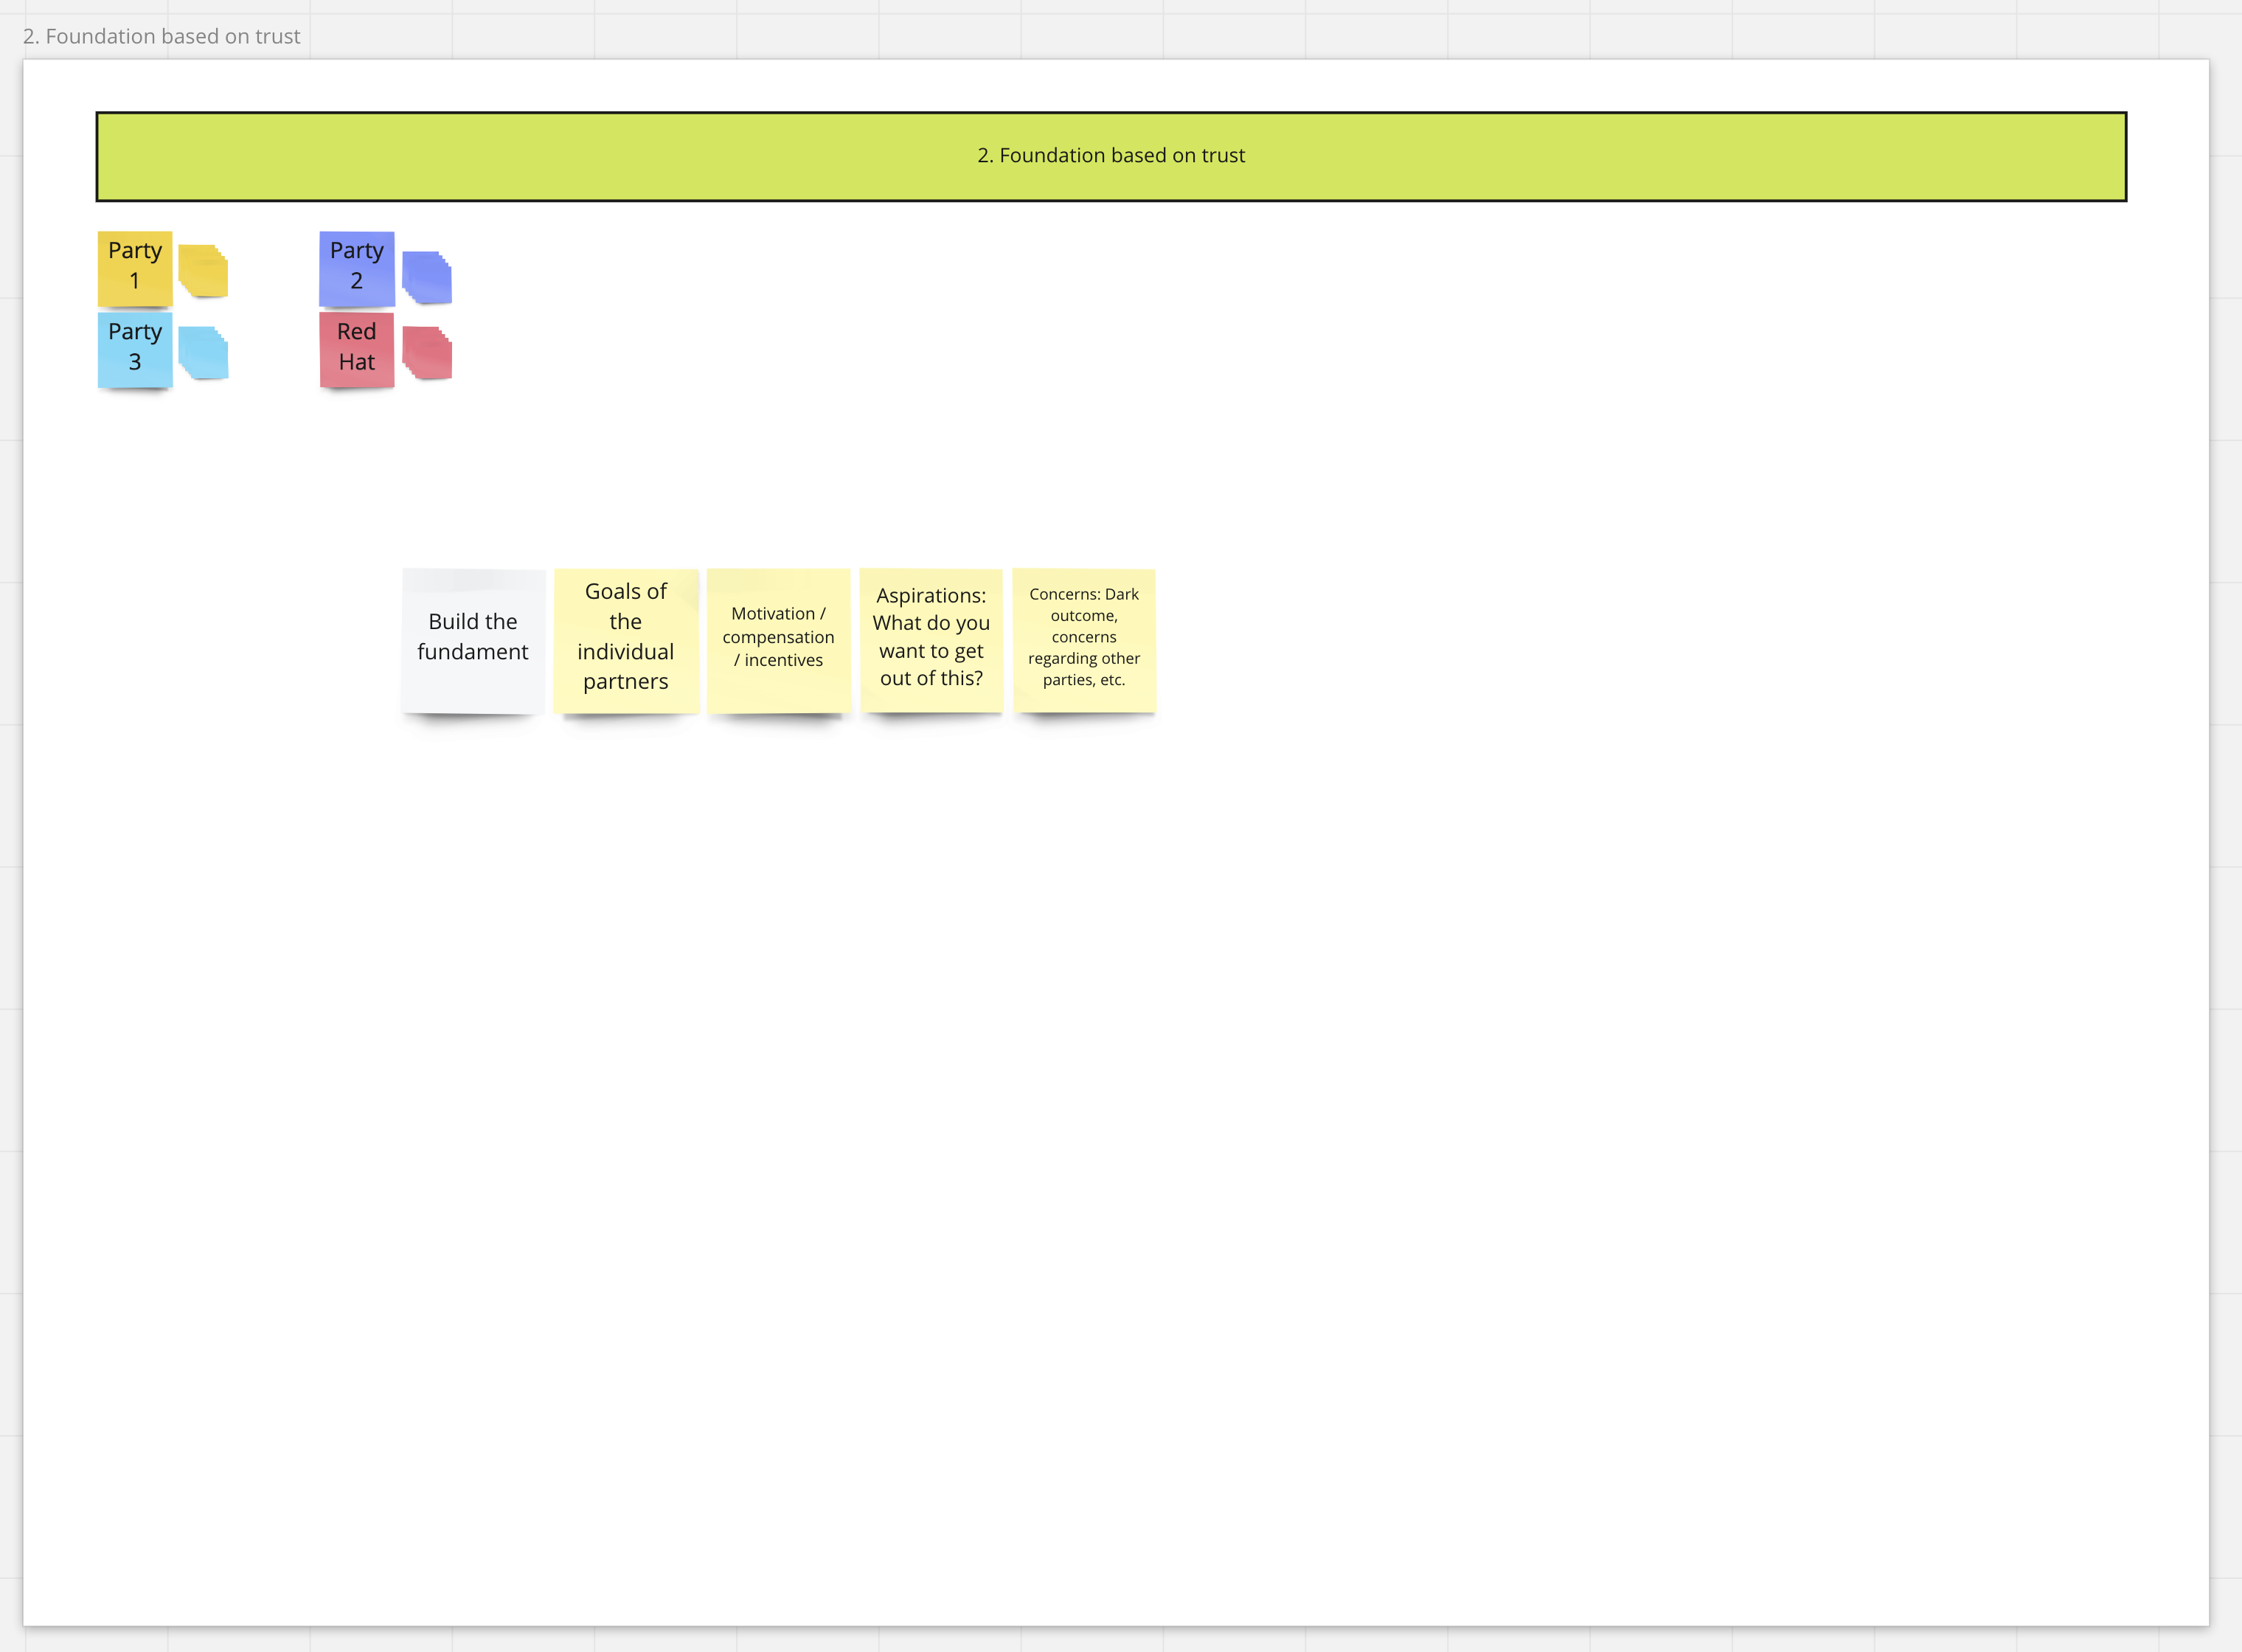 2. Foundation based on trust
2. Foundation based on trust
Party
1
Party
2
Party
3
Red
Hat
Build the
fundament
Goals of
the
individual
partners
Motivation /
compensation
/ incentives
Aspirations:
What do you
want to get
out of this?
Concerns: Dark
outcome,
concerns
regarding other
parties, etc.